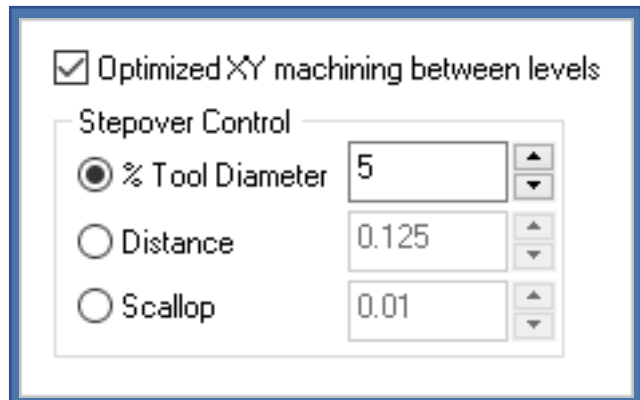 Optimized XY machining between levels
Stepover Control
% Tool Diameter 5
Distance 0.125
Scallop 0.01